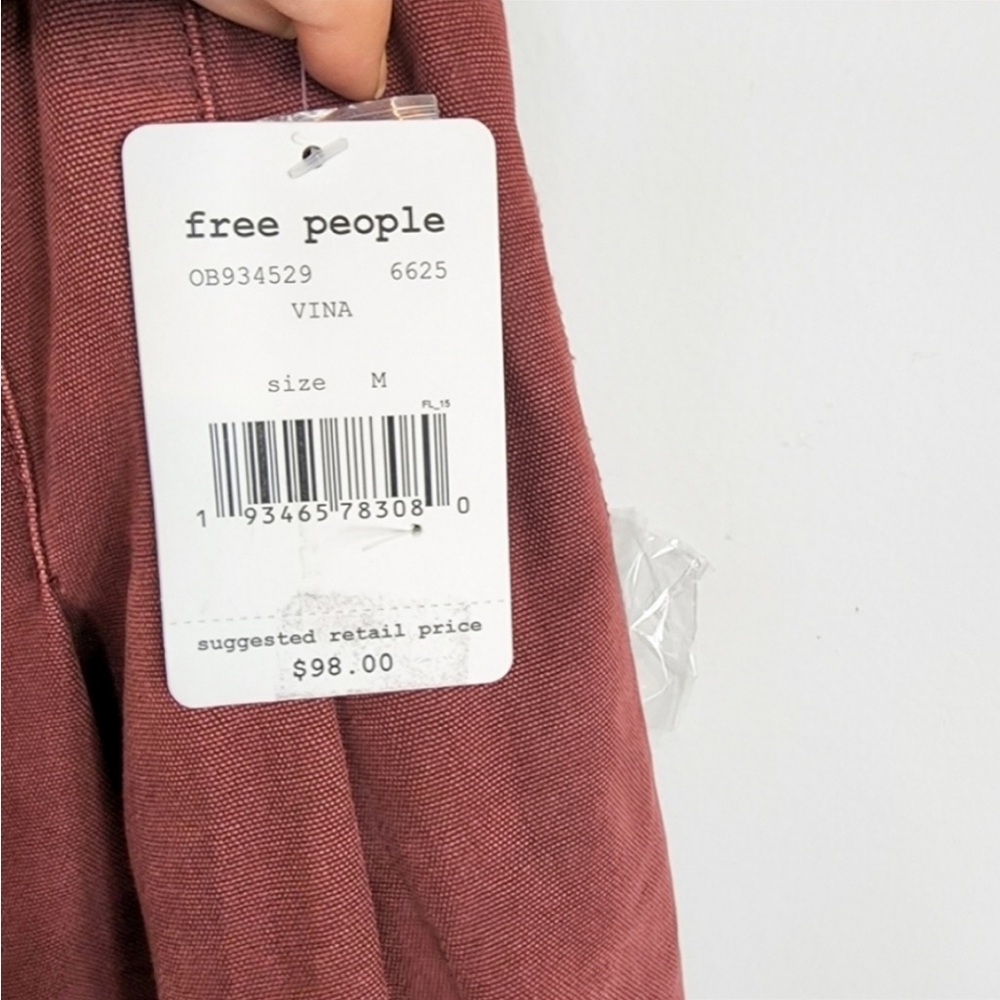 free people
OB934529 6625
VINA
size M
FL_15
1 93465 78308 0
suggested retail price
$98.00